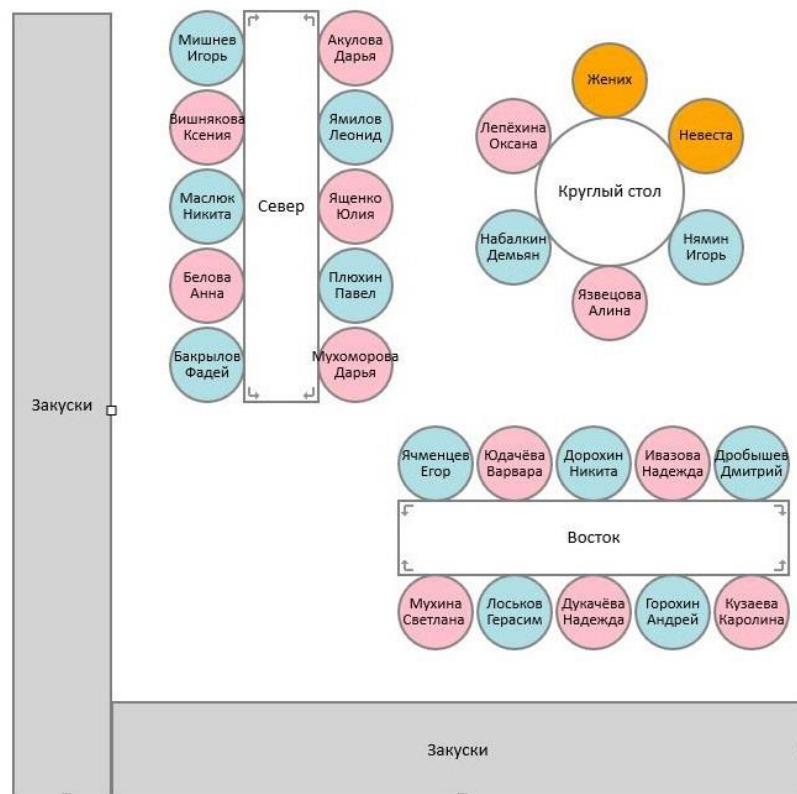 Мишнев
Игорь
Акулова
Дарья
Вишнякова
Ксения
Ямилов
Леонид
Маслюк
Никита
Север
Ященко
Юлия
Белова
Анна
Плюхин
Павел
Бакрылов
Фадей
Мухоморова
Дарья
Жених
Лепёхина
Оксана
Невеста
Круглый стол
Набалкин
Демьян
Нямин
Игорь
Язвецова
Алина
Закуски
Ячменцев
Егор
Юдачёва
Варвара
Дорохин
Никита
Ивазова
Надежда
Дробышев
Дмитрий
Восток
Мухина
Светлана
Лоськов
Герасим
Дукачёва
Надежда
Горохин
Андрей
Кузаева
Каролина
Закуски